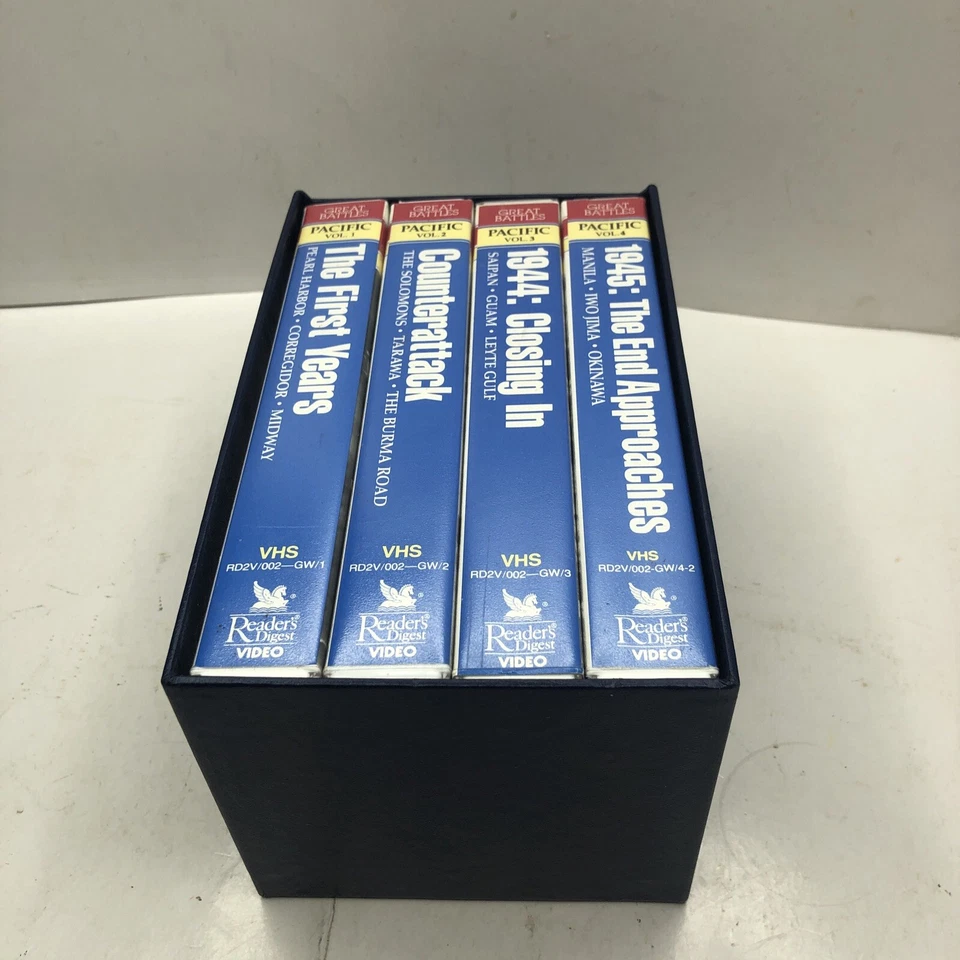 GREAT
BATTLES
PACIFIC
VOL. 1
The First Years
PEARL HARBOR • CORREGIDOR • MIDWAY
VHS
RD2V/002—GW/1
®
Reader's
Digest
VIDEO
GREAT
BATTLES
PACIFIC
VOL. 2
Counterattack
THE SOLOMONS • TARAWA • THE BURMA ROAD
VHS
RD2V/002—GW/2
®
Reader's
Digest
VIDEO
GREAT
BATTLES
PACIFIC
VOL. 3
1944: Closing In
SAIPAN • GUAM • LEYTE GULF
VHS
RD2V/002—GW/3
®
Reader's
Digest
VIDEO
GREAT
BATTLES
PACIFIC
VOL. 4
1945: The End Approaches
MANILA • IWO JIMA • OKINAWA
VHS
RD2V/002-GW/4-2
®
Reader's
Digest
VIDEO